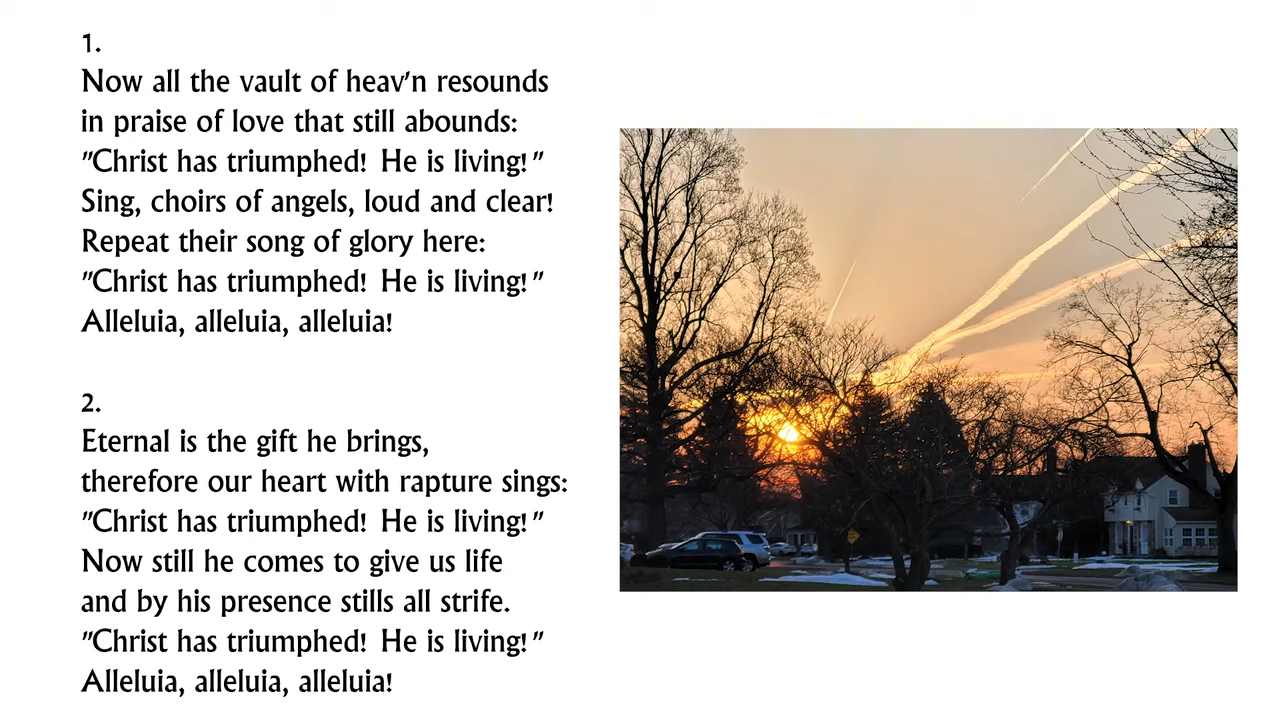 1.
Now all the vault of heav'n resounds
in praise of love that still abounds:
"Christ has triumphed! He is living!"
Sing, choirs of angels, loud and clear!
Repeat their song of glory here:
"Christ has triumphed! He is living!"
Alleluia, alleluia, alleluia!
2.
Eternal is the gift he brings,
therefore our heart with rapture sings:
"Christ has triumphed! He is living!"
Now still he comes to give us life
and by his presence stills all strife.
"Christ has triumphed! He is living!"
Alleluia, alleluia, alleluia!